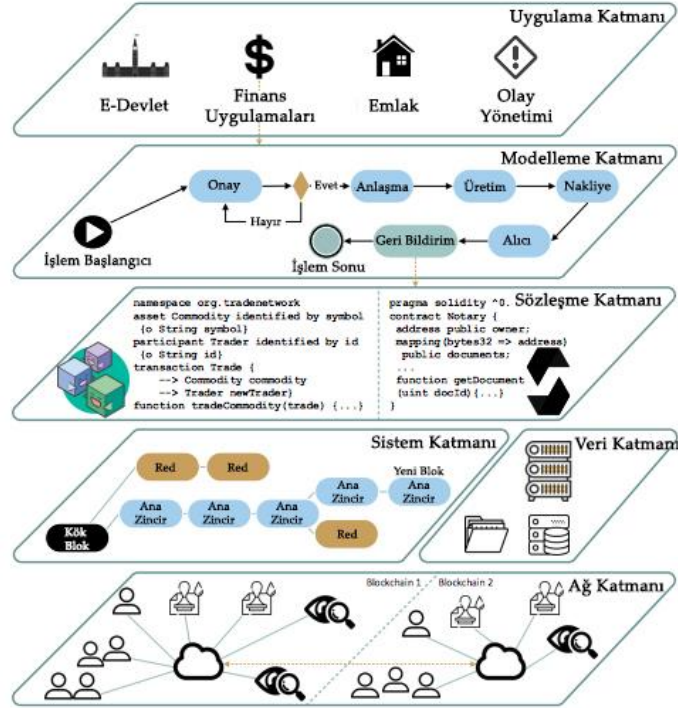 Uygulama Katmanı
E-Devlet
Finans
Uygulamaları
Emlak
Olay
Yönetimi
Modelleme Katmanı
Onay
Evet
Anlaşma
Üretim
Nakliye
Hayır
İşlem Başlangıcı
İşlem Sonu
Geri Bildirim
Alıcı
Sözleşme Katmanı
namespace org.tradenetwork
asset Commodity identified by symbol
{o String symbol}
participant Trader identified by id
{o String id}
transaction Trade {
--> Commodity commodity
--> Trader newTrader}
function tradeCommodity(trade) {...}
pragma solidity ^0.
contract Notary {
address public owner;
mapping(bytes32 => address)
public documents;
...
function getDocument
(uint docId){...}
}
Sistem Katmanı
Red
Red
Yeni Blok
Ana
Zincir
Ana
Zincir
Ana
Zincir
Ana
Zincir
Ana
Zincir
Kök
Blok
Red
Veri Katmanı
Blockchain 1
Blockchain 2
Ağ Katmanı